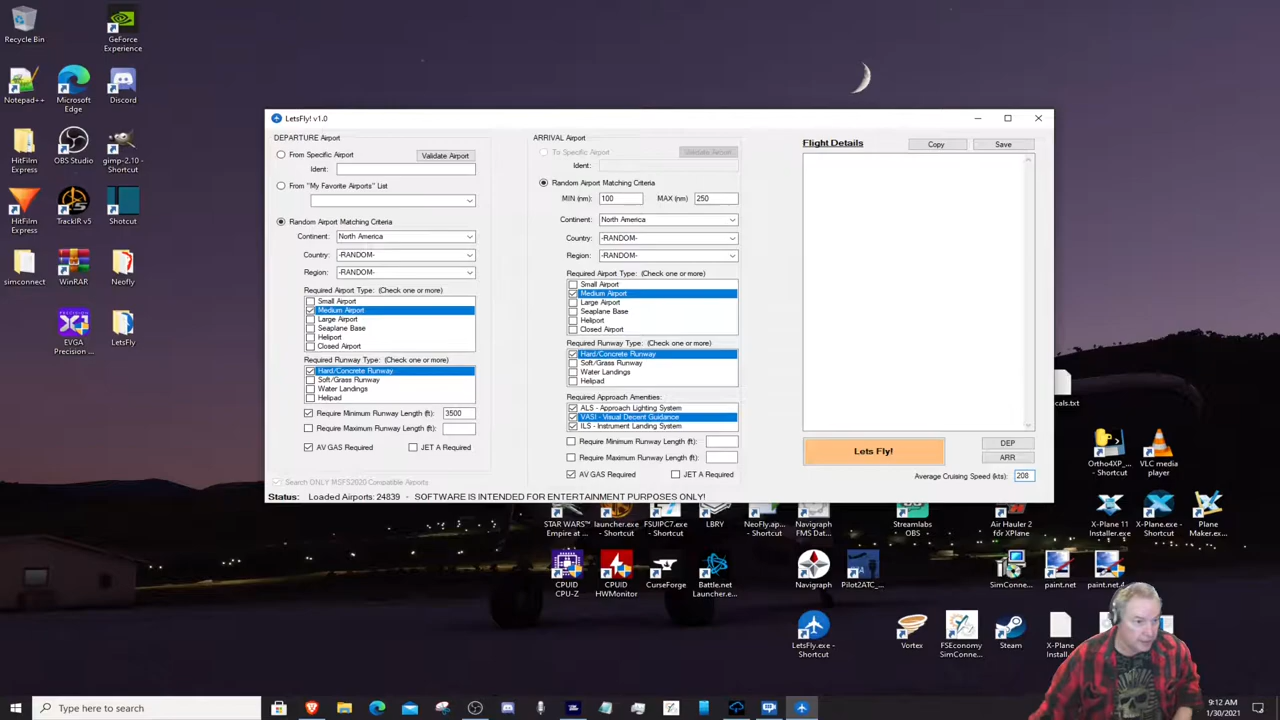 Recycle Bin
GeForce
Experience
Notepad++
Microsoft
Edge
Discord
HitFilm
Express
OBS Studio
gimp-2.10 -
Shortcut
HitFilm
Express
TrackIR v5
Shotcut
simconnect
WinRAR
Neofly
EVGA
Precision ...
LetsFly
LetsFly! v1.0
DEPARTURE Airport
From Specific Airport
Validate Airport
Ident:
From "My Favorite Airports" List
Random Airport Matching Criteria
Continent:
North America
Country:
-RANDOM-
Region:
-RANDOM-
Required Airport Type: (Check one or more)
Small Airport
Medium Airport
Large Airport
Seaplane Base
Heliport
Closed Airport
Required Runway Type: (Check one or more)
Hard/Concrete Runway
Soft/Grass Runway
Water Landings
Helipad
Require Minimum Runway Length (ft):
3500
Require Maximum Runway Length (ft):
AV GAS Required
JET A Required
Search ONLY MSFS2020 Compatible Airports
Status: Loaded Airports: 24839 - SOFTWARE IS INTENDED FOR ENTERTAINMENT PURPOSES ONLY!
ARRIVAL Airport
To Specific Airport
Validate Airport
Ident:
Random Airport Matching Criteria
MIN (nm):
100
MAX (nm)
250
Continent:
North America
Country:
-RANDOM-
Region:
-RANDOM-
Required Airport Type: (Check one or more)
Small Airport
Medium Airport
Large Airport
Seaplane Base
Heliport
Closed Airport
Required Runway Type: (Check one or more)
Hard/Concrete Runway
Soft/Grass Runway
Water Landings
Helipad
Required Approach Amenities:
ALS - Approach Lighting System
VASI - Visual Decent Guidance
ILS - Instrument Landing System
Require Minimum Runway Length (ft):
Require Maximum Runway Length (ft):
AV GAS Required
JET A Required
Flight Details
Copy
Save
Lets Fly!
DEP
ARR
Average Cruising Speed (kts):
208
cals.txt
Ortho4XP_...
- Shortcut
VLC media
player
STAR WARS™
Empire at ...
launcher.exe
- Shortcut
FSUIPC7.exe
- Shortcut
LBRY
NeoFly.ap...
- Shortcut
Navigraph
FMS Dat...
Streamlabs
OBS
Air Hauler 2
for XPlane
X-Plane 11
Installer.exe
X-Plane.exe -
Shortcut
Plane
Maker.ex...
CPUID
CPU-Z
CPUID
HWMonitor
CurseForge
Battle.net
Launcher.e...
Navigraph
Pilot2ATC_...
SimConne...
paint.net
paint.net.4...
LetsFly.exe -
Shortcut
Vortex
FSEconomy
SimConne...
Steam
X-Plane
Install...
Type here to search
9:12 AM
1/30/2021